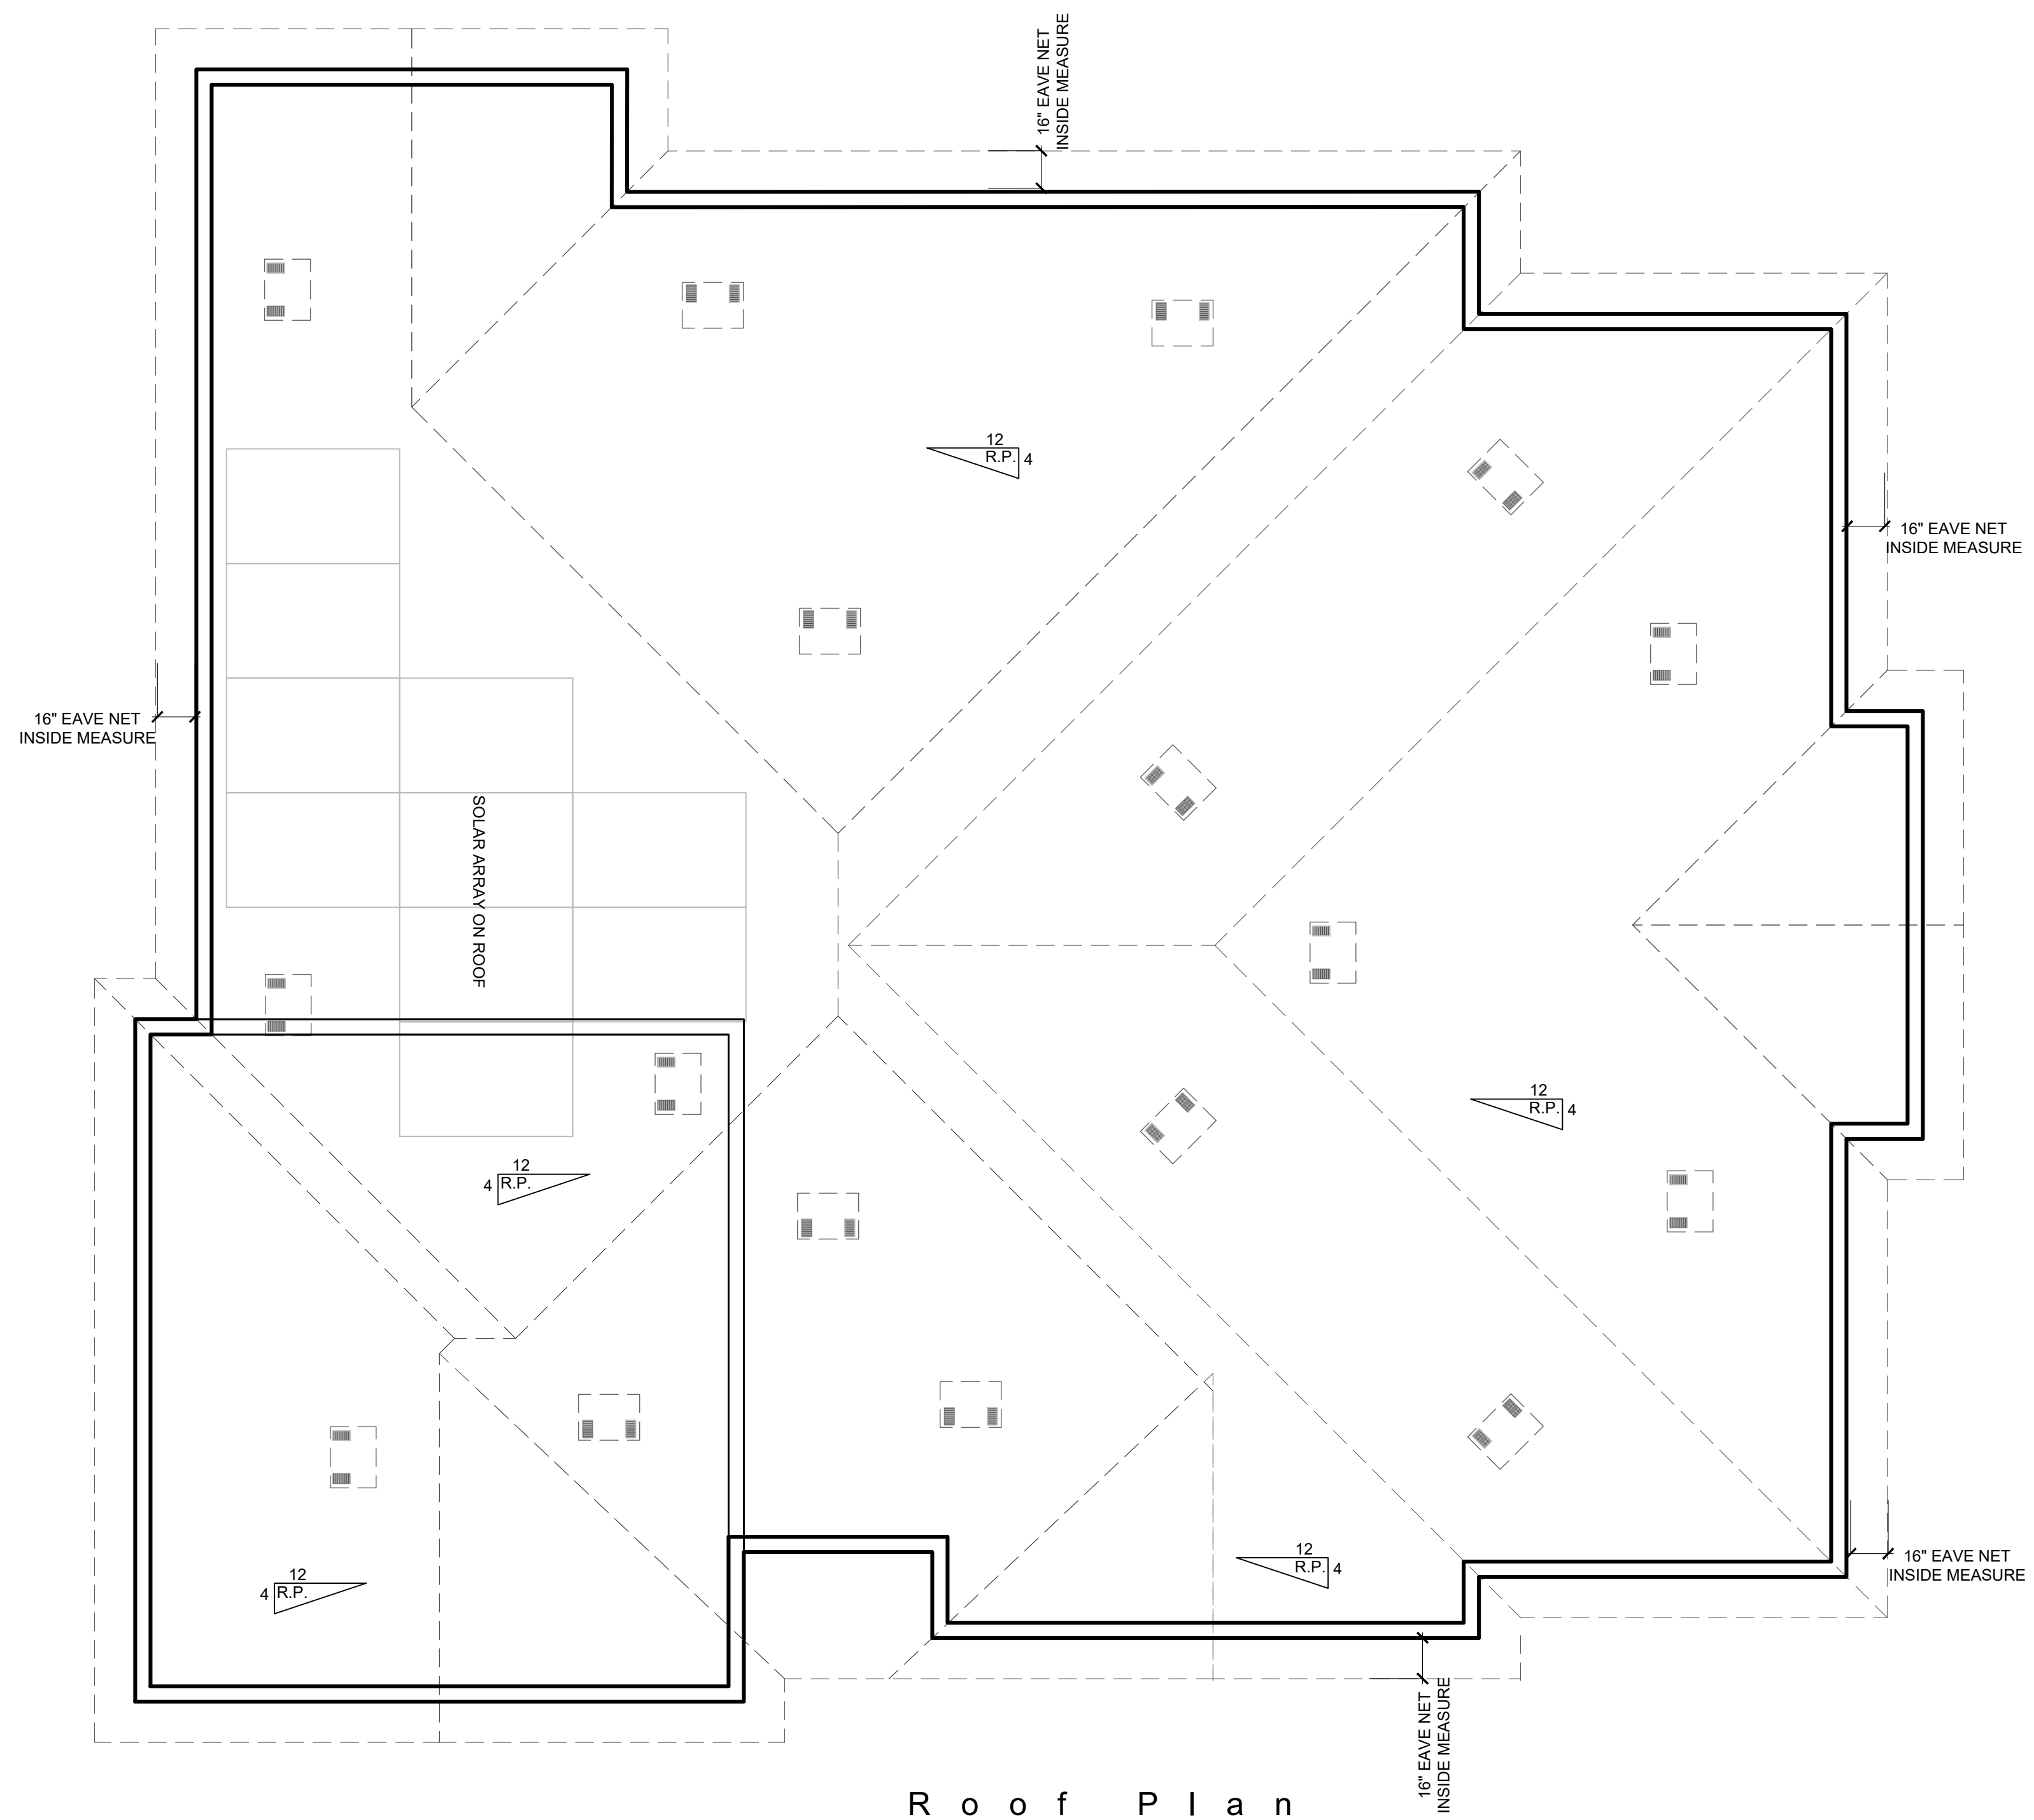 16" EAVE NET
INSIDE MEASURE
12
R.P. 4
16" EAVE NET
INSIDE MEASURE
16" EAVE NET
INSIDE MEASURE
SOLAR ARRAY ON ROOF
12
R.P. 4
12
4 R.P.
12
R.P. 4
16" EAVE NET
INSIDE MEASURE
12
4 R.P.
16" EAVE NET
INSIDE MEASURE
Roof Plan